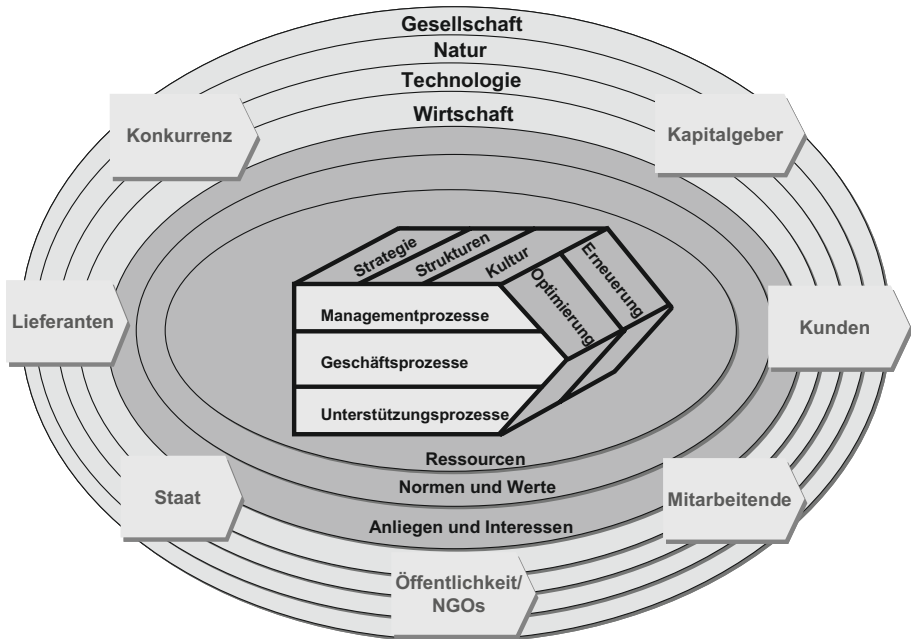 Gesellschaft
Natur
Technologie
Wirtschaft
Konkurrenz
Kapitalgeber
Strategie
Strukturen
Kultur
Optimierung
Erneuerung
Lieferanten
Managementprozesse
Geschäftsprozesse
Unterstützungsprozesse
Kunden
Ressourcen
Normen und Werte
Anliegen und Interessen
Staat
Mitarbeitende
Öffentlichkeit/
NGOs